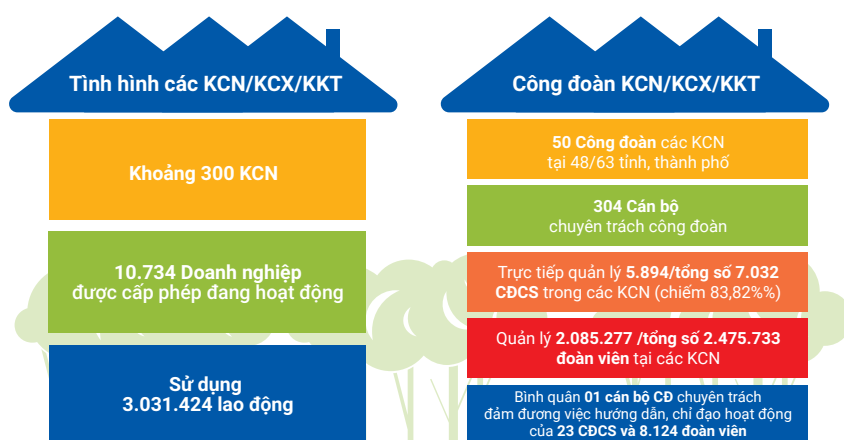 Tình hình các KCN/KCX/KKT
Khoảng 300 KCN
10.734 Doanh nghiệp
được cấp phép đang hoạt động
Sử dụng
3.031.424 lao động
Công đoàn KCN/KCX/KKT
50 Công đoàn các KCN
tại 48/63 tỉnh, thành phố
304 Cán bộ
chuyên trách công đoàn
Trực tiếp quản lý 5.894/tổng số 7.032
CĐCS trong các KCN (chiếm 83,82%%)
Quản lý 2.085.277 /tổng số 2.475.733
đoàn viên tại các KCN
Bình quân 01 cán bộ CĐ chuyên trách
đảm đương việc hướng dẫn, chỉ đạo hoạt động
của 23 CĐCS và 8.124 đoàn viên